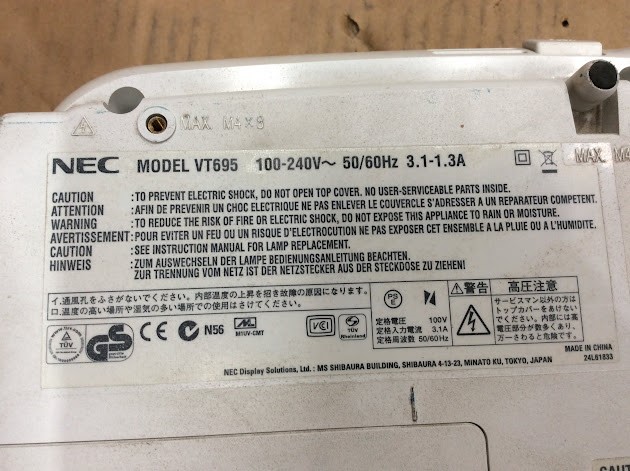 MAX. M4×8
MAX. M4
NEC MODEL VT695 100-240V～ 50/60Hz 3.1-1.3A
CAUTION :TO PREVENT ELECTRIC SHOCK, DO NOT OPEN TOP COVER. NO USER-SERVICEABLE PARTS INSIDE.
ATTENTION :AFIN DE PREVENIR UN CHOC ELECTRIQUE NE PAS ENLEVER LE COUVERCLE S'ADRESSER A UN REPARATEUR COMPETENT.
WARNING :TO REDUCE THE RISK OF FIRE OR ELECTRIC SHOCK, DO NOT EXPOSE THIS APPLIANCE TO RAIN OR MOISTURE.
AVERTISSEMENT:POUR EVITER UN FEU OU UN RISQUE D'ELECTROCUTION NE PAS EXPOSER CET ENSEMBLE A LA PLUIE OU A L'HUMIDITE.
CAUTION :SEE INSTRUCTION MANUAL FOR LAMP REPLACEMENT.
HINWEIS :ZUM AUSWECHSELN DER LAMPE BEDIENUNGSANLEITUNG BEACHTEN.
ZUR TRENNUNG VOM NETZ IST DER NETZSTECKER AUS DER STECKDOSE ZU ZIEHEN!
イ.通風孔をふさがないでください。内部温度の上昇を招き故障の原因になります。
ロ.温度の高い場所や湿気の多い場所での使用はさけてください。
TÜV
GS
CE
N56
M1UV-CMT
VCI
TÜV
Rheinland
PS
E
定格電圧 100V
定格入力電流 3.1A
定格周波数 50/60Hz
警告 高圧注意
サービスマン以外の方は
トップカバーをあけない
でください。内部には高
電圧部分が数多くあり、
万一さわると危険です。
NEC Display Solutions, Ltd. : MS SHIBAURA BUILDING, SHIBAURA 4-13-23, MINATO KU, TOKYO, JAPAN
MADE IN CHINA
24L61833